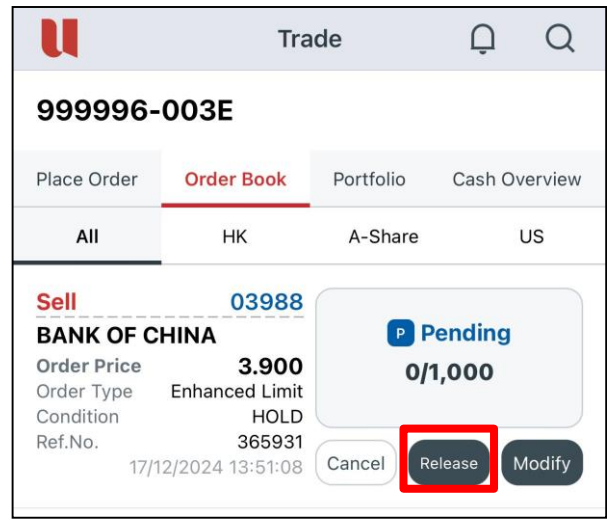 Trade
999996-003E
Place Order Order Book Portfolio Cash Overview
All HK A-Share US
Sell 03988
BANK OF CHINA
Order Price 3.900
Order Type Enhanced Limit
Condition HOLD
Ref.No. 365931
17/12/2024 13:51:08
P Pending
0/1,000
Cancel Release Modify